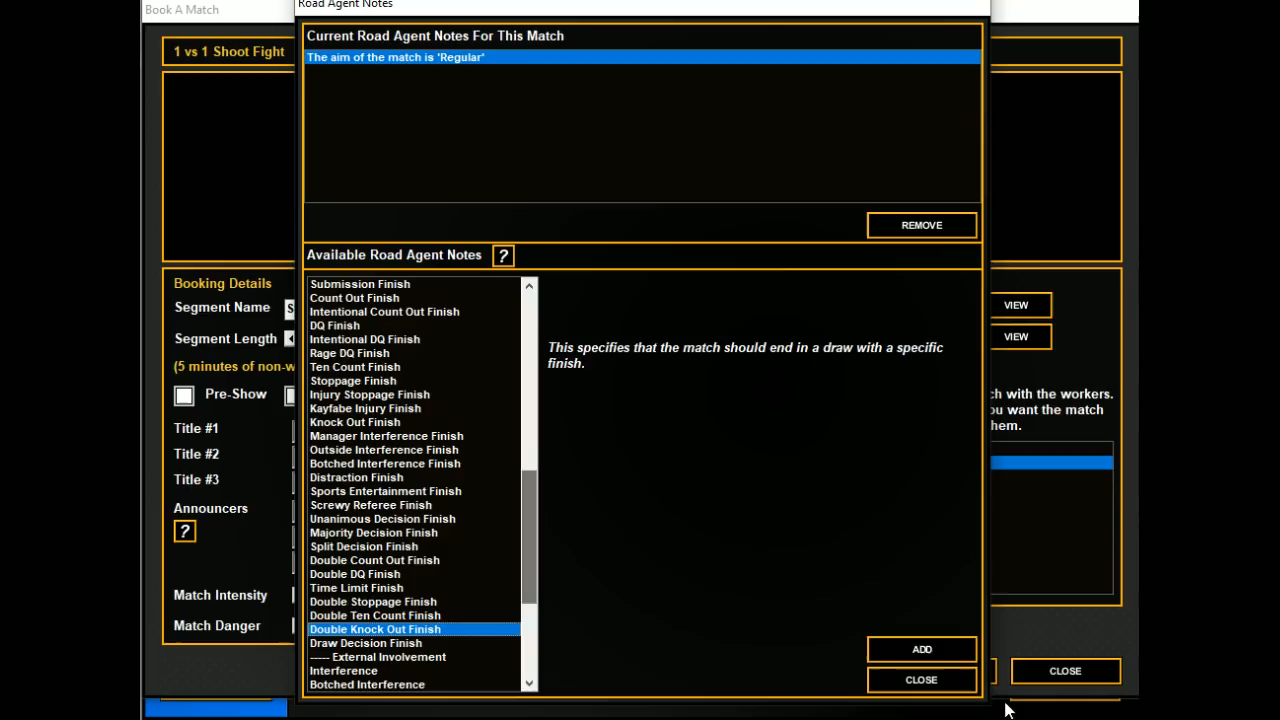 Book A Match
Road Agent Notes
1 vs 1 Shoot Fight
Current Road Agent Notes For This Match
The aim of the match is 'Regular'
REMOVE
Available Road Agent Notes ?
Submission Finish
Count Out Finish
Intentional Count Out Finish
DQ Finish
Intentional DQ Finish
Rage DQ Finish
Ten Count Finish
Stoppage Finish
Injury Stoppage Finish
Kayfabe Injury Finish
Knock Out Finish
Manager Interference Finish
Outside Interference Finish
Botched Interference Finish
Distraction Finish
Sports Entertainment Finish
Screwy Referee Finish
Unanimous Decision Finish
Majority Decision Finish
Split Decision Finish
Double Count Out Finish
Double DQ Finish
Time Limit Finish
Double Stoppage Finish
Double Ten Count Finish
Double Knock Out Finish
Draw Decision Finish
----- External Involvement
Interference
Botched Interference
This specifies that the match should end in a draw with a specific
finish.
ADD
CLOSE
Booking Details
Segment Name S
Segment Length
(5 minutes of non-w
Pre-Show
Title #1
Title #2
Title #3
Announcers
?
Match Intensity
Match Danger
VIEW
VIEW
ch with the workers.
ou want the match
hem.
CLOSE